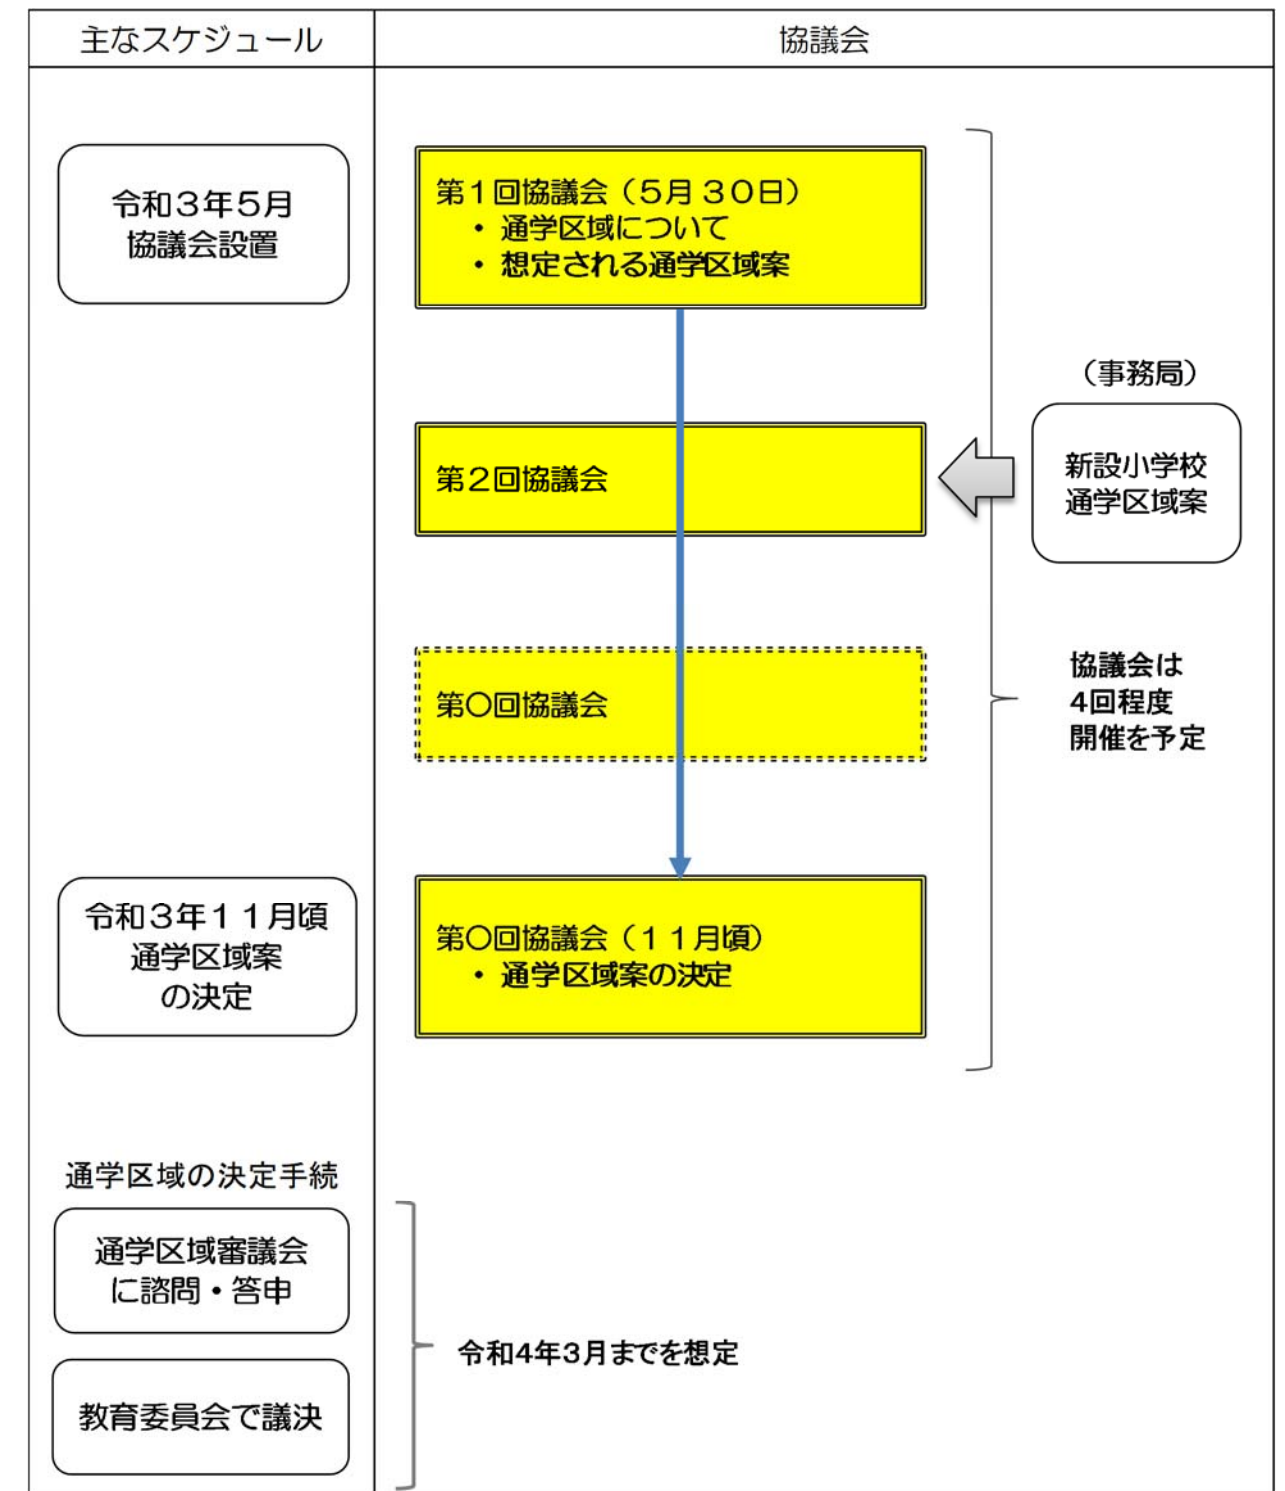 主なスケジュール
協議会
令和３年５月
協議会設置
第１回協議会（５月３０日）
・ 通学区域について
・ 想定される通学区域案
（事務局）
新設小学校
通学区域案
第２回協議会
第〇回協議会
協議会は
4回程度
開催を予定
令和３年１１月頃
通学区域案
の決定
第〇回協議会（１１月頃）
・ 通学区域案の決定
通学区域の決定手続
通学区域審議会
に諮問・答申
令和4年3月までを想定
教育委員会で議決